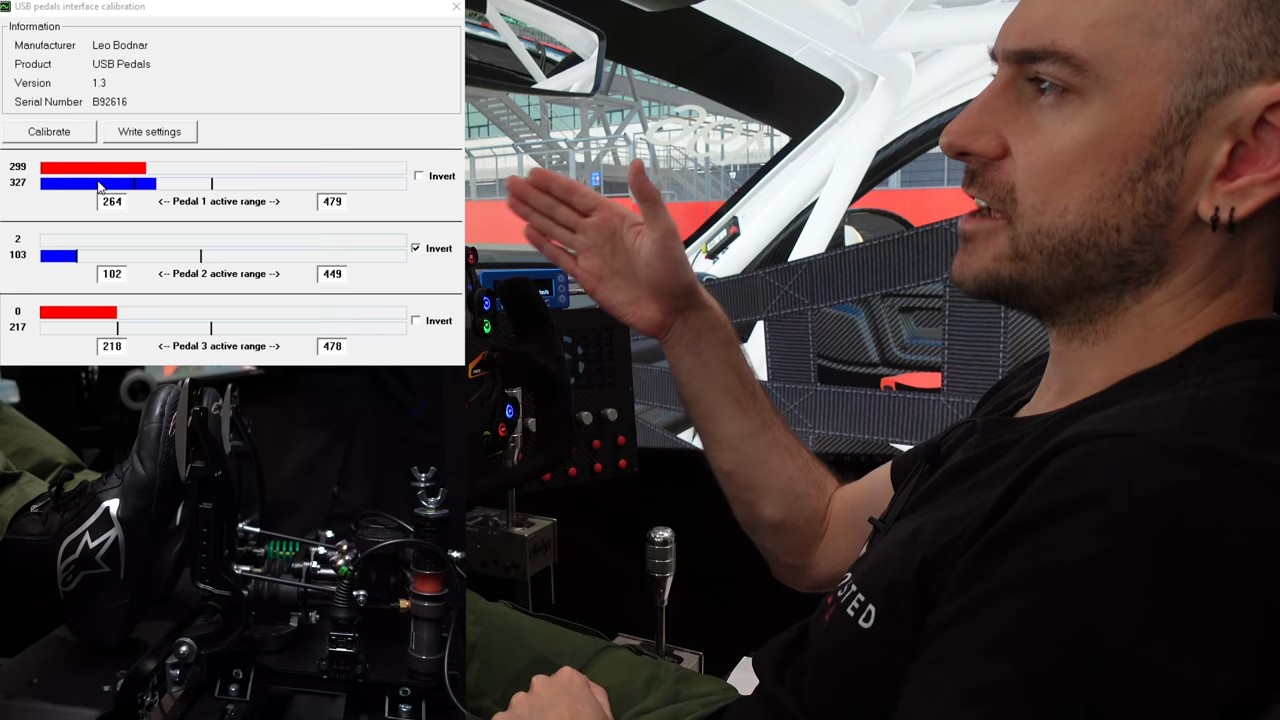 USB pedals interface calibration
Information
Manufacturer Leo Bodnar
Product USB Pedals
Version 1.3
Serial Number B92616
Calibrate Write settings
299
327
Invert
264 <-- Pedal 1 active range --> 479
2
103
Invert
102 <-- Pedal 2 active range --> 449
0
217
Invert
218 <-- Pedal 3 active range --> 478